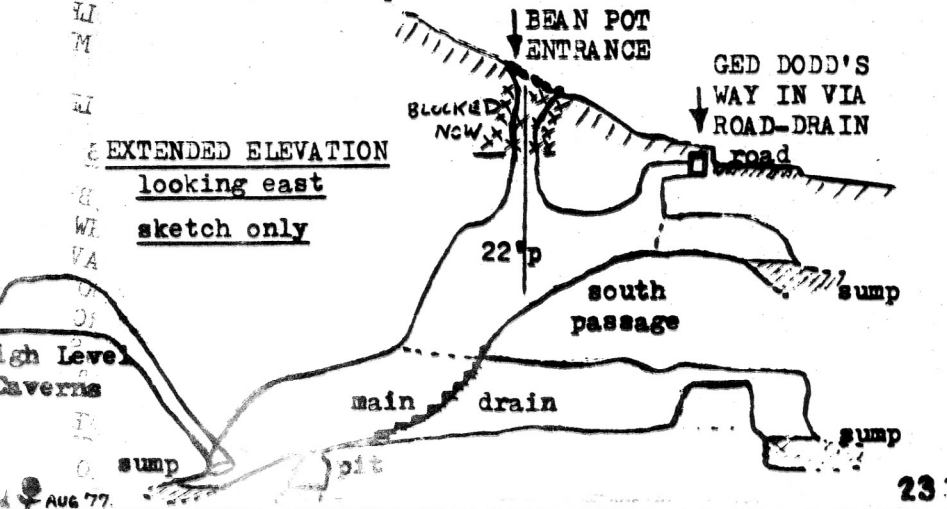 BEAN POT
ENTRANCE
GED DODD'S
WAY IN VIA
ROAD-DRAIN
road
BLOCKED
NOW
EXTENDED ELEVATION
looking east
sketch only
22'p
sump
south
passage
igh Level
Caverns
main drain
sump
sump
pit
AUG 77.
23